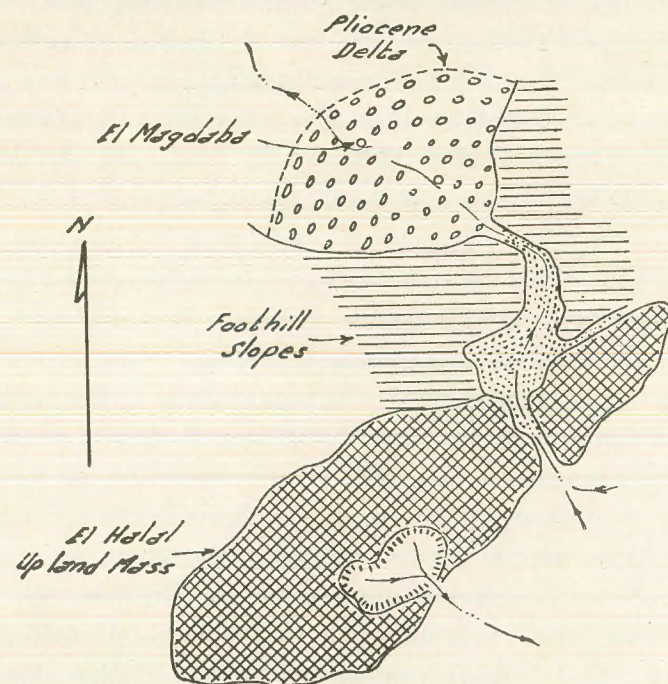 Pliocene
Delta
El Magdaba
N
Foothill
Slopes
El Halal
Upland Mass